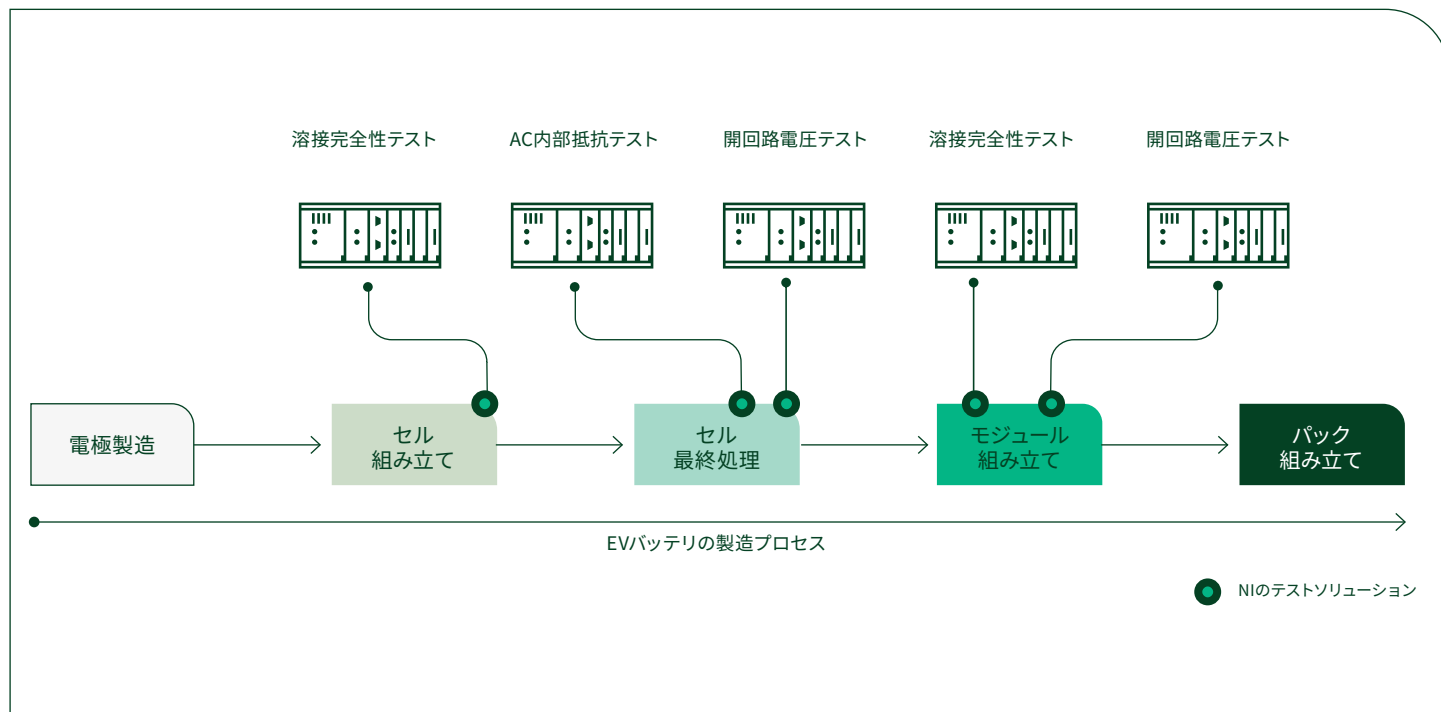 溶接完全性テスト
AC内部抵抗テスト
開回路電圧テスト
溶接完全性テスト
開回路電圧テスト
電極製造
セル
組み立て
セル
最終処理
モジュール
組み立て
パック
組み立て
EVバッテリの製造プロセス
NIのテストソリューション